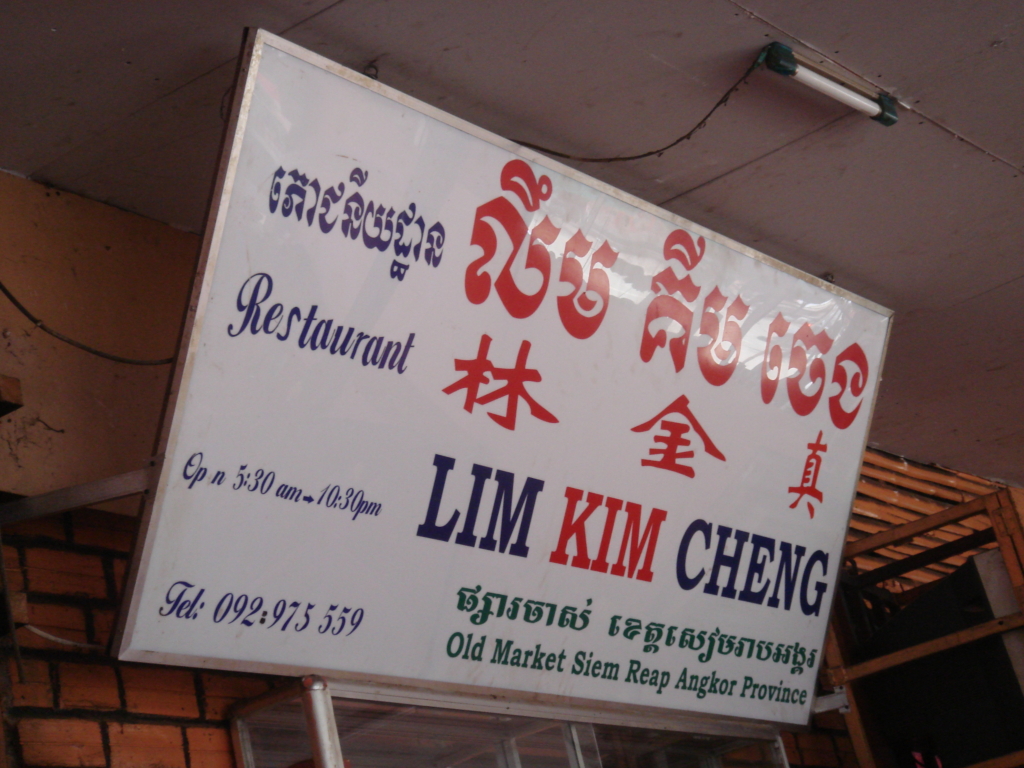 ភោជនីយដ្ឋាន
Restaurant
លឹម គឹម ចេង
林 金 真
LIM KIM CHENG
Op n 5:30 am→10:30pm
Tel: 092:975 559
ផ្សារចាស់ ខេត្តសៀមរាបអង្គរ
Old Market Siem Reap Angkor Province